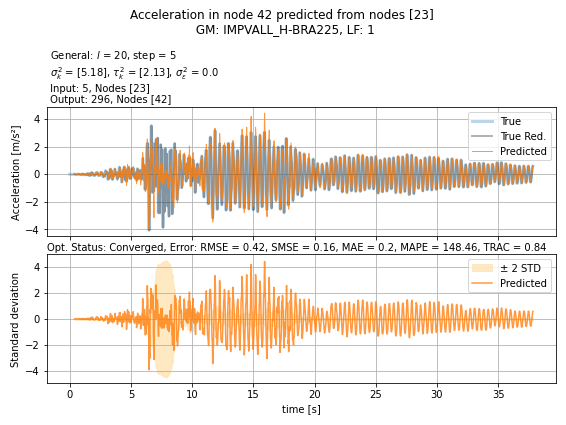 Acceleration in node 42 predicted from nodes [23]
GM: IMPVALL_H-BRA225, LF: 1
General: l = 20, step = 5
σ²ₖ = [5.18], τ²ₖ = [2.13], σ²ε = 0.0
Input: 5, Nodes [23]
Output: 296, Nodes [42]
Acceleration [m/s²]
4
2
0
−2
−4
True
True Red.
Predicted
Opt. Status: Converged, Error: RMSE = 0.42, SMSE = 0.16, MAE = 0.2, MAPE = 148.46, TRAC = 0.84
Standard deviation
4
2
0
−2
−4
± 2 STD
Predicted
0 5 10 15 20 25 30 35
time [s]